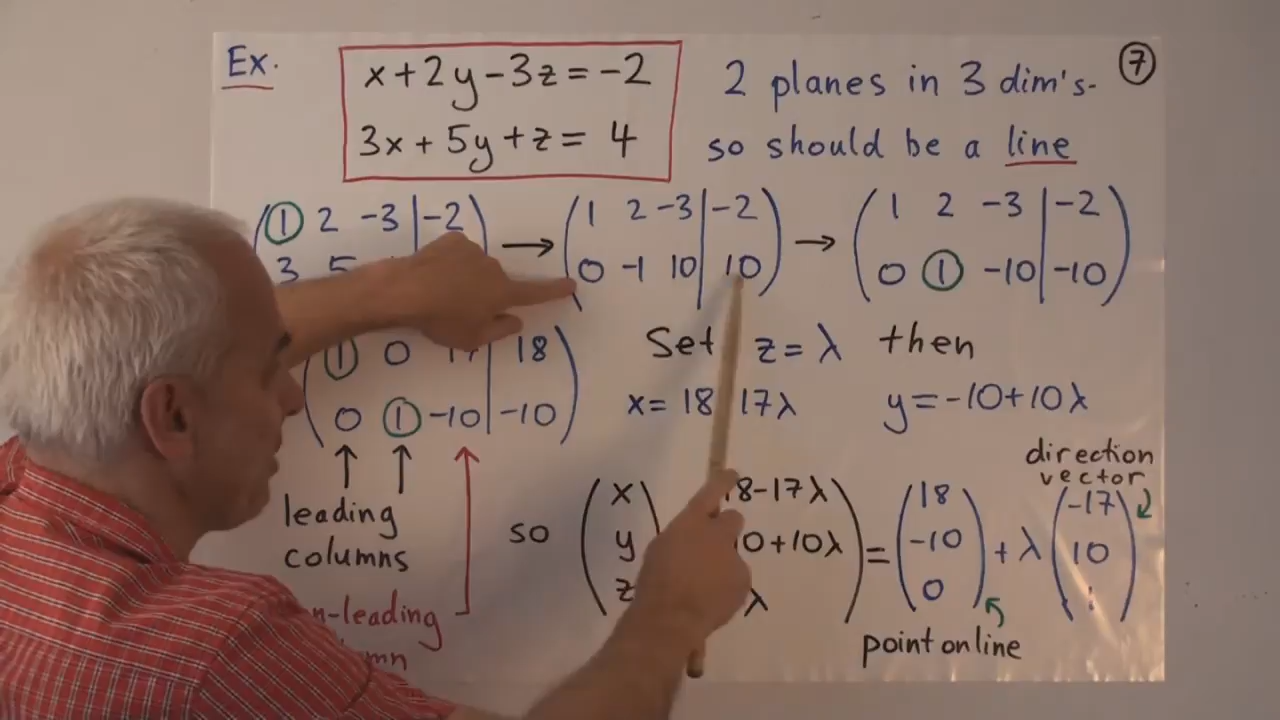 Ex.
x+2y-3z=-2
3x+5y+z= 4
2 planes in 3 dim's-
so should be a line
7
1 2 -3 -2
3 5
1 2 -3 -2
0 -1 10 10
→
1 2 -3 -2
0 1 -10 -10
→
1 0 17 18
0 1 -10 -10
Set z=λ then
x= 18 17λ y=-10+10λ
leading
columns
n-leading
mn
so
x
y
z
8-17λ
0+10λ
λ
=
18
-10
0
+ λ
-17
10
1
direction
vector
point on line